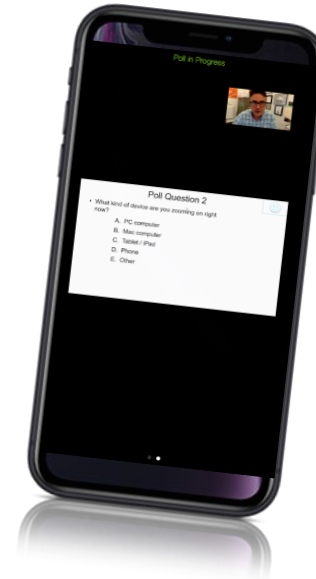 Poll in Progress
Poll Question 2
• What kind of device are you zooming on right
now?
A. PC computer
B. Mac computer
C. Tablet / iPad
D. Phone
E. Other